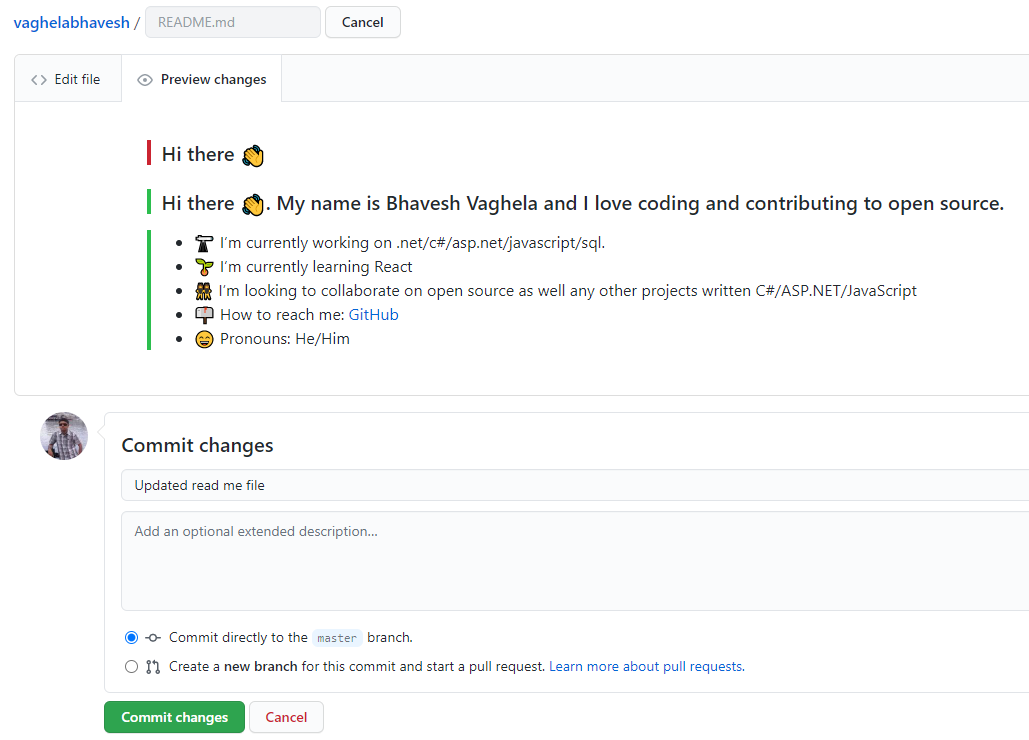 vaghelabhavesh / README.md Cancel
<> Edit file Preview changes
Hi there 👋
Hi there 👋. My name is Bhavesh Vaghela and I love coding and contributing to open source.
• 🔭 I’m currently working on .net/c#/asp.net/javascript/sql.
• 🌱 I’m currently learning React
• 👯 I’m looking to collaborate on open source as well any other projects written C#/ASP.NET/JavaScript
• 📫 How to reach me: GitHub
• 😄 Pronouns: He/Him
Commit changes
Updated read me file
Add an optional extended description...
Commit directly to the master branch.
Create a new branch for this commit and start a pull request. Learn more about pull requests.
Commit changes Cancel